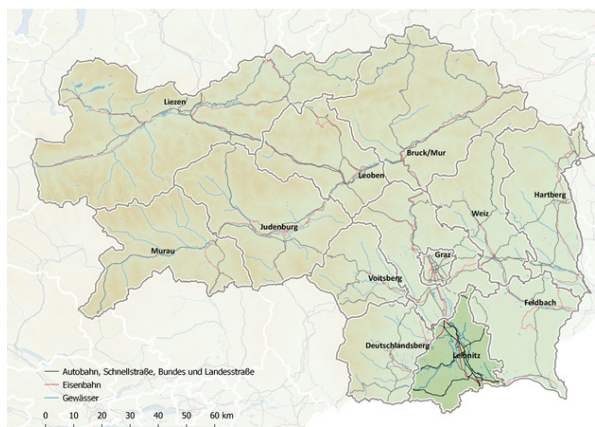 Liezen
Bruck/Mur
Leoben
Hartberg
Weiz
Judenburg
Murau
Graz
Voitsberg
Feldbach
Deutschlandsberg
Leibnitz
Autobahn, Schnellstraße, Bundes und Landesstraße
Eisenbahn
Gewässer
0 10 20 30 40 50 60 km